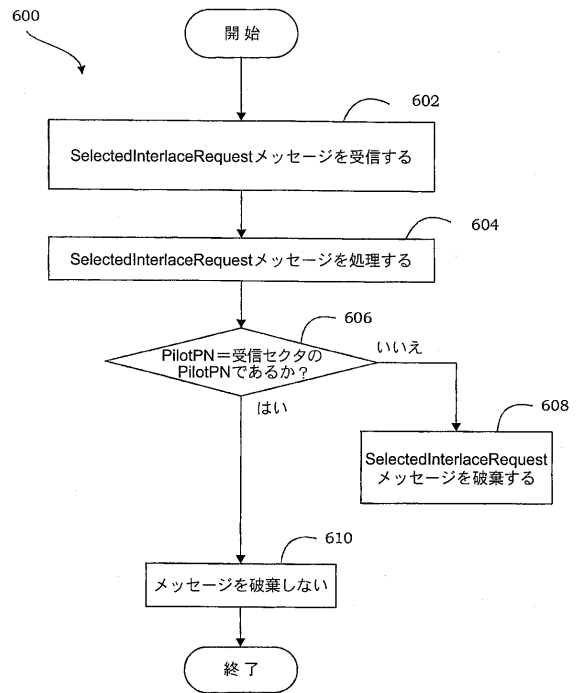 600
開始
602
SelectedInterlaceRequestメッセージを受信する
604
SelectedInterlaceRequestメッセージを処理する
606
PilotPN=受信セクタの
PilotPNであるか?
いいえ
はい
608
SelectedInterlaceRequest
メッセージを破棄する
610
メッセージを破棄しない
終了